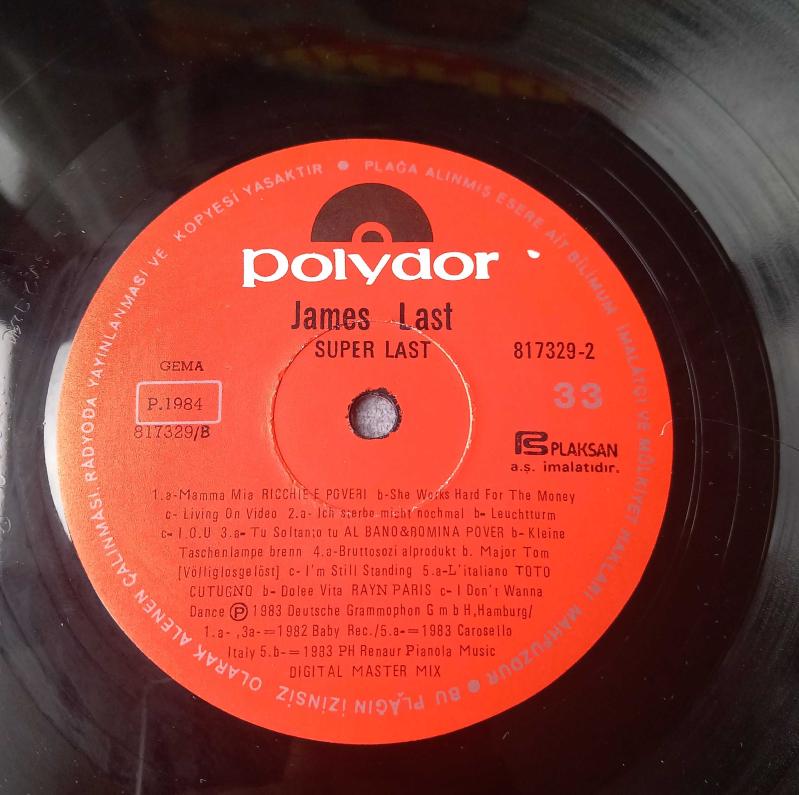 polydor
James Last
SUPER LAST
817329-2
GEMA
33
P.1984
817329/B
PLAKSAN
a.ş. imalatıdır.
1.a-Mamma Mia RICCHIE E POVERI b-She Works Hard For The Money
c- Living On Video 2.a- Ich sterbe nicht nochmal b- Leuchtturm
c- I.O.U 3.a- Tu Soltanto tu AL BANO&ROMINA POVER b- Kleine
Taschenlampe brenn 4.a-Bruttosozi alprodukt b. Major Tom
[Völliglosgelöst] c- I'm Still Standing 5.a-L'italiano TOTO
CUTUGNO b- Dolee Vita RAYN PARIS c- I Don't Wanna
Dance Ⓟ 1983 Deutsche Grammophon G m b H,Hamburg/
1.a- ,3a-=1982 Baby Rec./5.a-=1983 Carosello
Italy 5.b-=1983 PH Renaur Pianola Music
DIGITAL MASTER MIX
PLAĞA ALINMIŞ ESERE AİT BİLİMUM İMALATÇI VE MÜLKİYET HAKLARI MAHFUZDUR • BU PLAĞIN İZİNSİZ OLARAK ALENEN ÇALINMASI, RADYODA YAYINLANMASI VE KOPYESİ YASAKTIR •